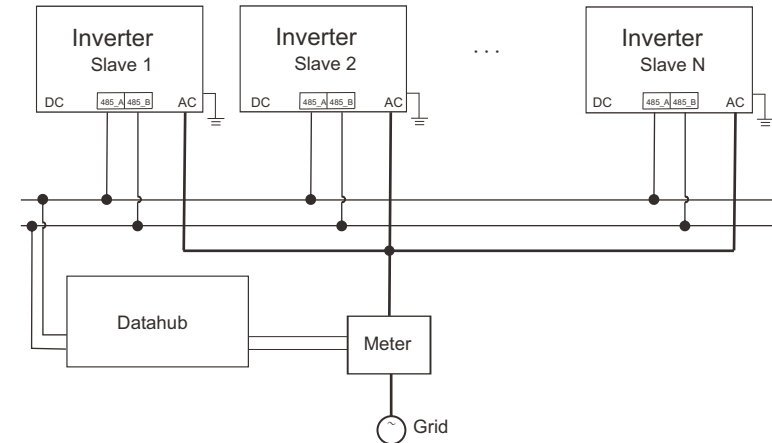 Inverter
Slave 1
DC 485_A 485_B AC
Inverter
Slave 2
DC 485_A 485_B AC
. . .
Inverter
Slave N
DC 485_A 485_B AC
Datahub
Meter
~ Grid